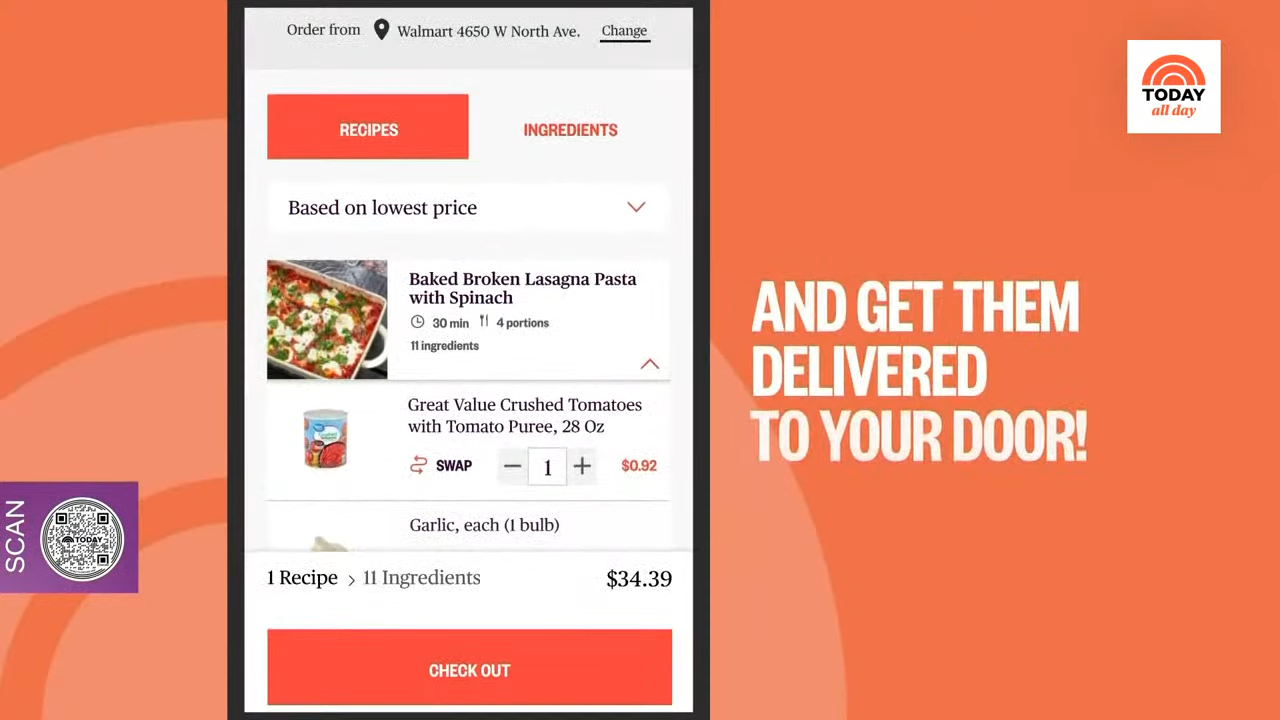 Order from Walmart 4650 W North Ave. Change
RECIPES
INGREDIENTS
Based on lowest price
Baked Broken Lasagna Pasta
with Spinach
30 min 4 portions
11 ingredients
Great Value Crushed Tomatoes
with Tomato Puree, 28 Oz
SWAP
1
$0.92
Garlic, each (1 bulb)
1 Recipe > 11 Ingredients
$34.39
CHECK OUT
AND GET THEM
DELIVERED
TO YOUR DOOR!
TODAY
all day
SCAN
TODAY